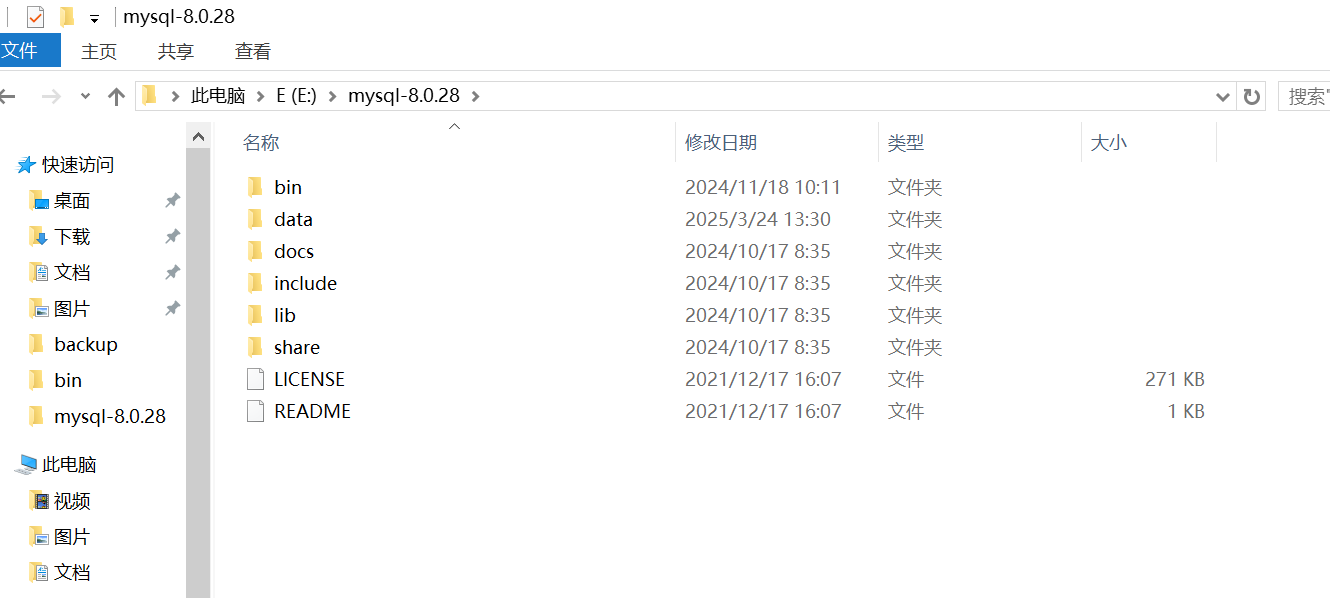 mysql-8.0.28
文件 主页 共享 查看
此电脑 E (E:) mysql-8.0.28 搜索"
名称 修改日期 类型 大小
快速访问
桌面
下载
文档
图片
backup
bin
mysql-8.0.28
此电脑
视频
图片
文档
bin 2024/11/18 10:11 文件夹
data 2025/3/24 13:30 文件夹
docs 2024/10/17 8:35 文件夹
include 2024/10/17 8:35 文件夹
lib 2024/10/17 8:35 文件夹
share 2024/10/17 8:35 文件夹
LICENSE 2021/12/17 16:07 文件 271 KB
README 2021/12/17 16:07 文件 1 KB